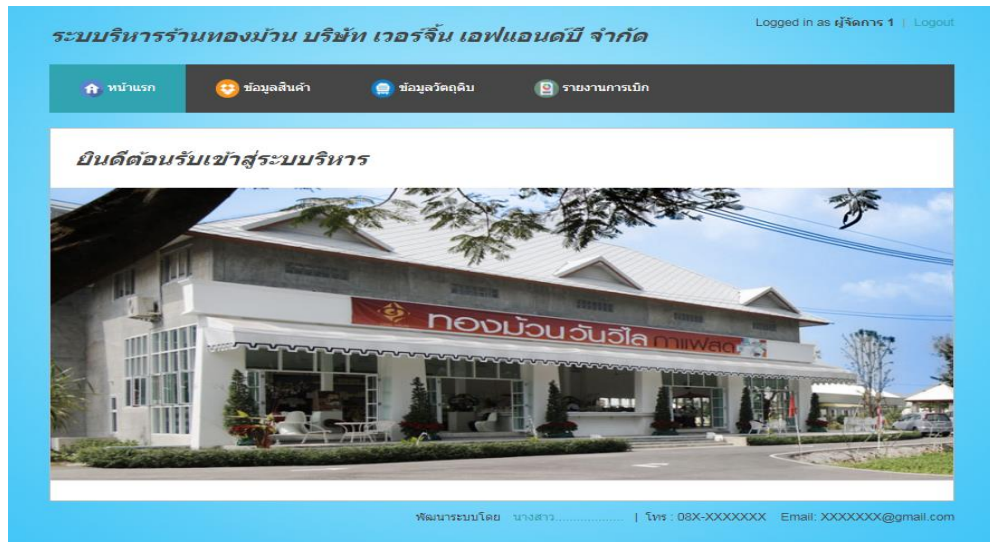 Logged in as ผู้จัดการ 1 | Logout
ระบบริหารร้านทองม้วน บริษัท เวอร์จิ้น เอฟแอนด์บี จำกัด
หน้าแรก ข้อมูลสินค้า ข้อมูลวัตถุดิบ รายงานการเบิก
ยินดีต้อนรับเข้าสู่ระบบริหาร
ทองม้วนวันวิไล กาแฟสด
พัฒนาระบบโดย นางสาว.................. | โทร : 08X-XXXXXXX Email: XXXXXXX@gmail.com